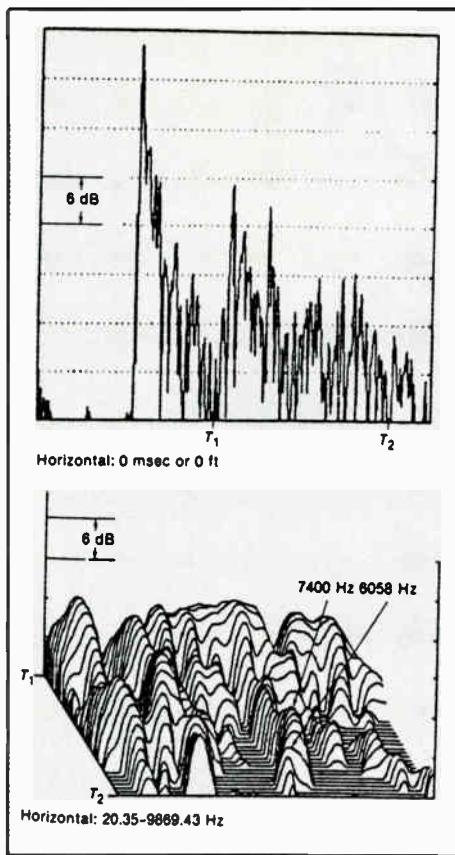 6 dB
T1 T2
Horizontal: 0 msec or 0 ft
6 dB
7400 Hz 6058 Hz
T1
T2
Horizontal: 20.35–9869.43 Hz